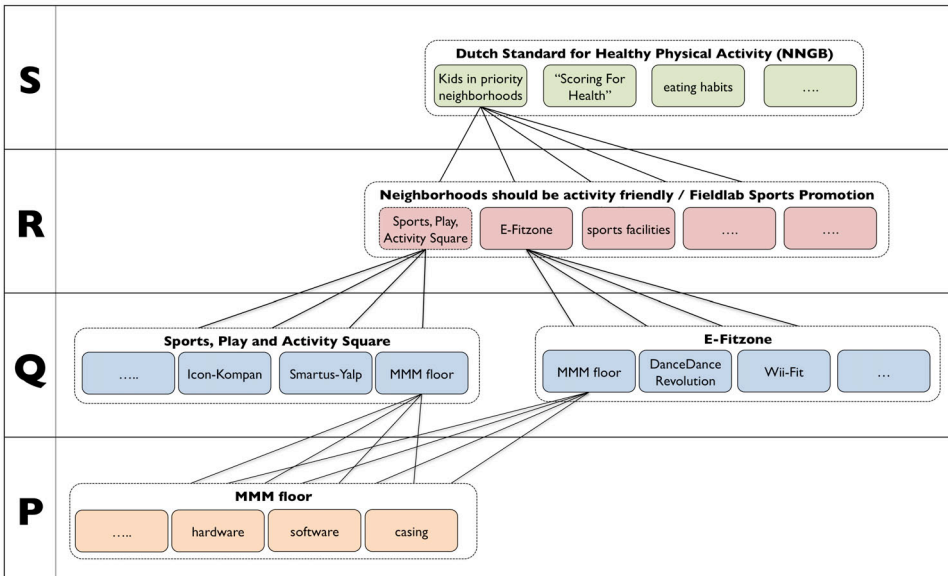 S
Dutch Standard for Healthy Physical Activity (NNGB)
Kids in priority
neighborhoods
“Scoring For
Health”
eating habits
….
R
Neighborhoods should be activity friendly / Fieldlab Sports Promotion
Sports, Play,
Activity Square
E-Fitzone
sports facilities
….
….
Q
Sports, Play and Activity Square
…..
Icon-Kompan
Smartus-Yalp
MMM floor
E-Fitzone
MMM floor
DanceDance
Revolution
Wii-Fit
…
P
MMM floor
…..
hardware
software
casing